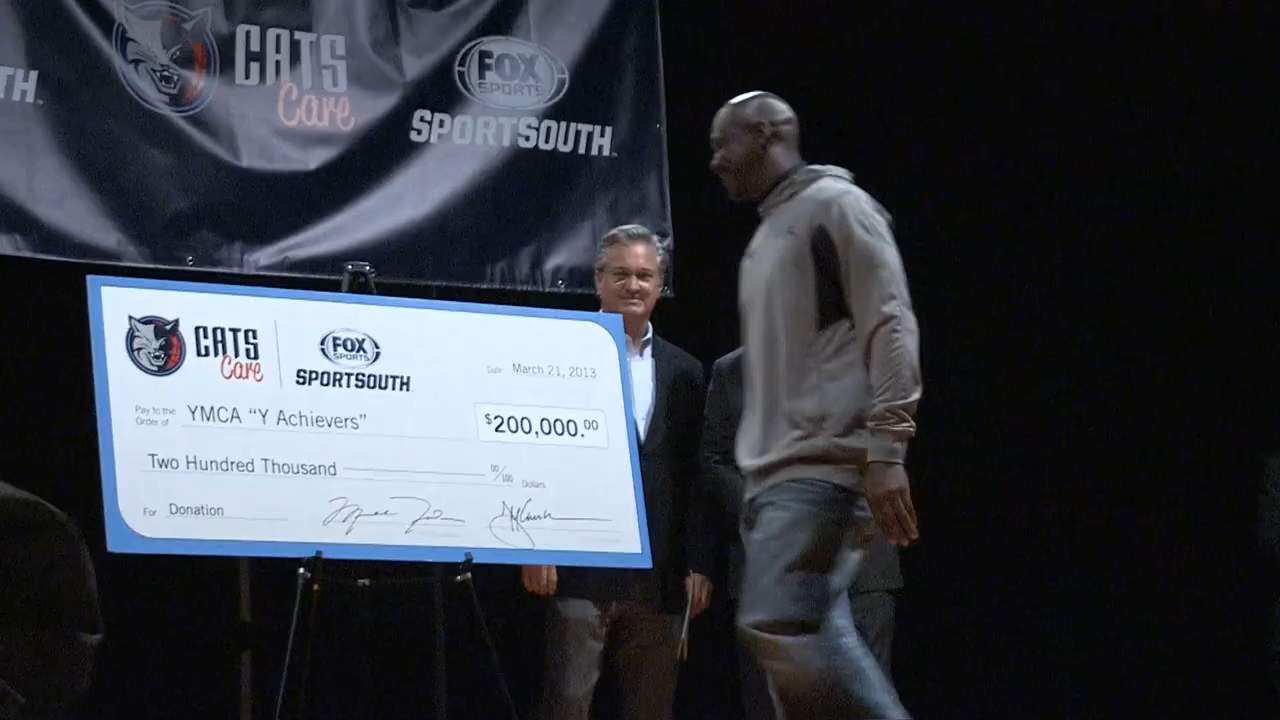 TH
CATS
Care
FOX
SPORTS
SPORTSOUTH
CATS
Care
FOX
SPORTS
SPORTSOUTH
Date March 21, 2013
Pay to the
Order of YMCA "Y Achievers"
$200,000.00
Two Hundred Thousand 00/100 Dollars
For Donation